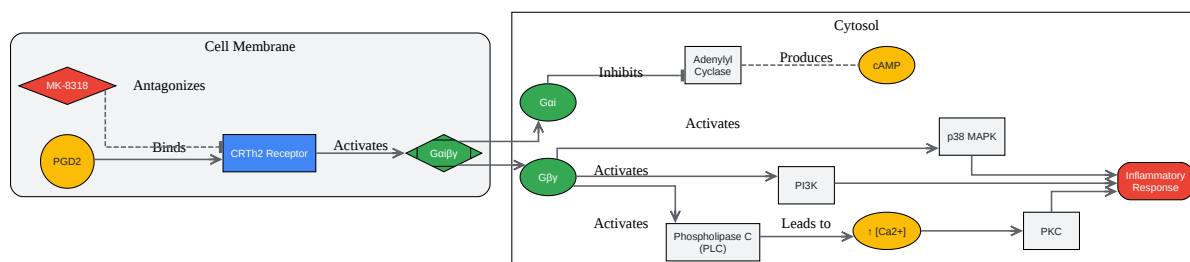 Cell Membrane
MK-8318
Antagonizes
PGD2
Binds
CRTh2 Receptor
Activates
Gαiβγ
Cytosol
Gαi
Inhibits
Adenylyl
Cyclase
Produces
cAMP
Gβγ
Activates
p38 MAPK
Activates
PI3K
Activates
Phospholipase C
(PLC)
Leads to
↑ [Ca2+]
PKC
Inflammatory
Response